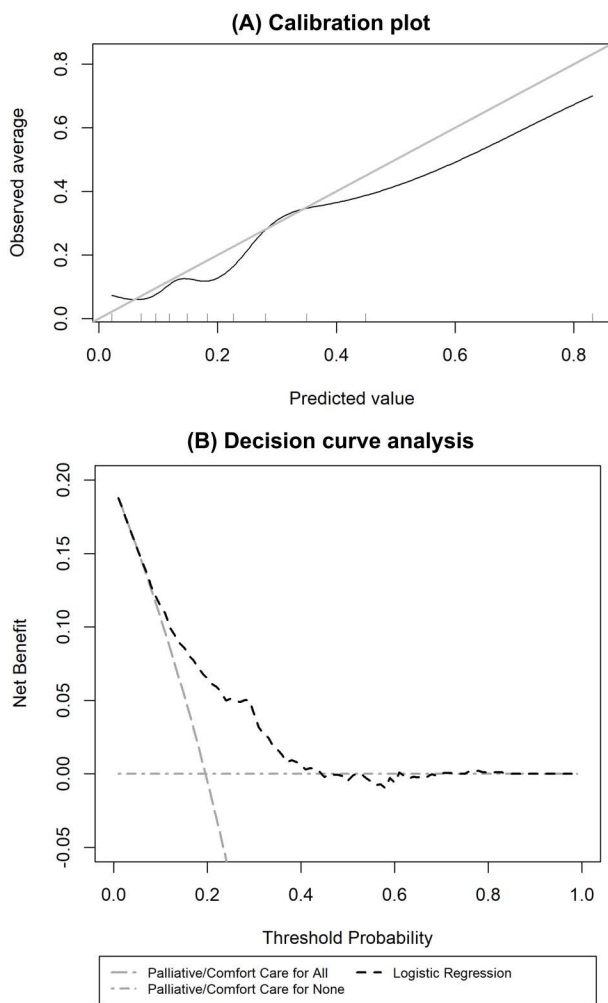 (A) Calibration plot
Observed average
0.0 0.2 0.4 0.6 0.8
0.0 0.2 0.4 0.6 0.8
Predicted value
(B) Decision curve analysis
Net Benefit
-0.05 0.00 0.05 0.10 0.15 0.20
0.0 0.2 0.4 0.6 0.8 1.0
Threshold Probability
Palliative/Comfort Care for All Logistic Regression
Palliative/Comfort Care for None